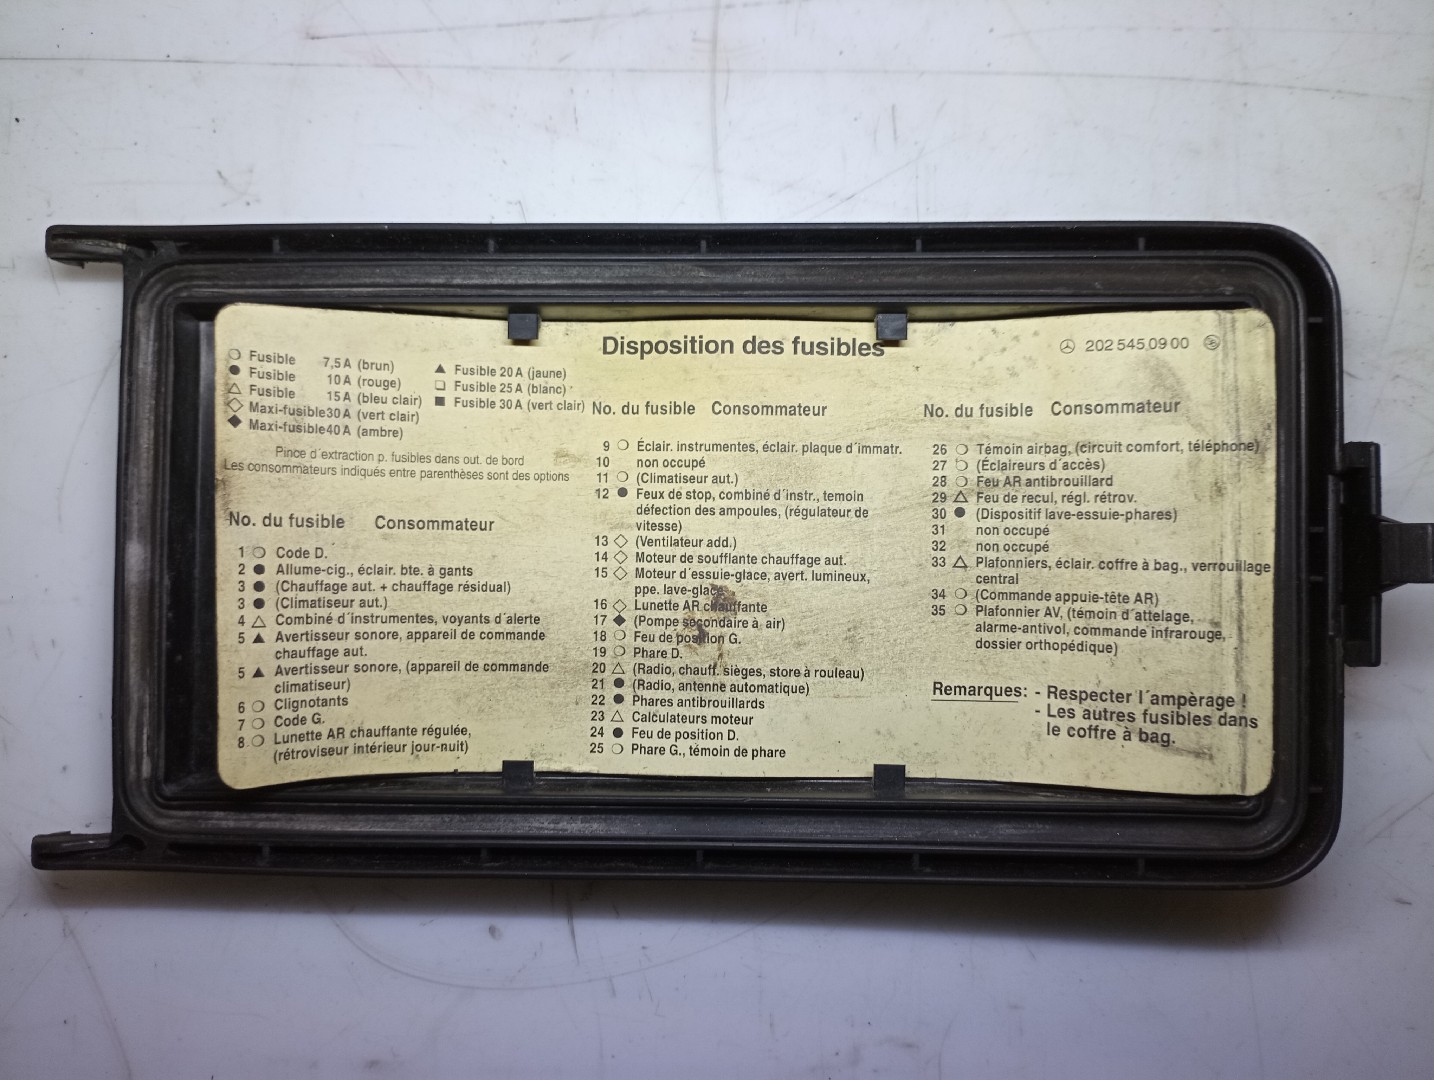 Disposition des fusibles
202 545 09 00
○ Fusible 7,5 A (brun)
● Fusible 10 A (rouge)
△ Fusible 15 A (bleu clair)
◇ Maxi-fusible 30 A (vert clair)
◆ Maxi-fusible 40 A (ambre)
▲ Fusible 20 A (jaune)
□ Fusible 25 A (blanc)
■ Fusible 30 A (vert clair)
Pince d´extraction p. fusibles dans out. de bord
Les consommateurs indiqués entre parenthèses sont des options
No. du fusible Consommateur
1 ○ Code D.
2 ● Allume-cig., éclair. bte. à gants
3 ● (Chauffage aut. + chauffage résidual)
3 ● (Climatiseur aut.)
4 △ Combiné d´instrumentes, voyants d´alerte
5 ▲ Avertisseur sonore, appareil de commande
chauffage aut.
5 ▲ Avertisseur sonore, (appareil de commande
climatiseur)
6 ○ Clignotants
7 ○ Code G.
8 ○ Lunette AR chauffante régulée,
(rétroviseur intérieur jour-nuit)
No. du fusible Consommateur
9 ○ Éclair. instrumentes, éclair. plaque d´immatr.
10 non occupé
11 ○ (Climatiseur aut.)
12 ● Feux de stop, combiné d´instr., temoin
défection des ampoules, (régulateur de
vitesse)
13 ◇ (Ventilateur add.)
14 ◇ Moteur de soufflante chauffage aut.
15 ◇ Moteur d´essuie-glace, avert. lumineux,
ppe. lave-glace
16 ◇ Lunette AR chauffante
17 ◆ (Pompe secondaire à air)
18 ○ Feu de position G.
19 ○ Phare D.
20 △ (Radio, chauff. sièges, store à rouleau)
21 ● (Radio, antenne automatique)
22 ● Phares antibrouillards
23 △ Calculateurs moteur
24 ● Feu de position D.
25 ○ Phare G., témoin de phare
No. du fusible Consommateur
26 ○ Témoin airbag, (circuit comfort, téléphone)
27 ○ (Éclaireurs d´accès)
28 ○ Feu AR antibrouillard
29 △ Feu de recul, régl. rétrov.
30 ● (Dispositif lave-essuie-phares)
31 non occupé
32 non occupé
33 △ Plafonniers, éclair. coffre à bag., verrouillage
central
34 ○ (Commande appuie-tête AR)
35 ○ Plafonnier AV, (témoin d´attelage,
alarme-antivol, commande infrarouge,
dossier orthopédique)
Remarques: - Respecter l´ampèrage !
- Les autres fusibles dans
le coffre à bag.